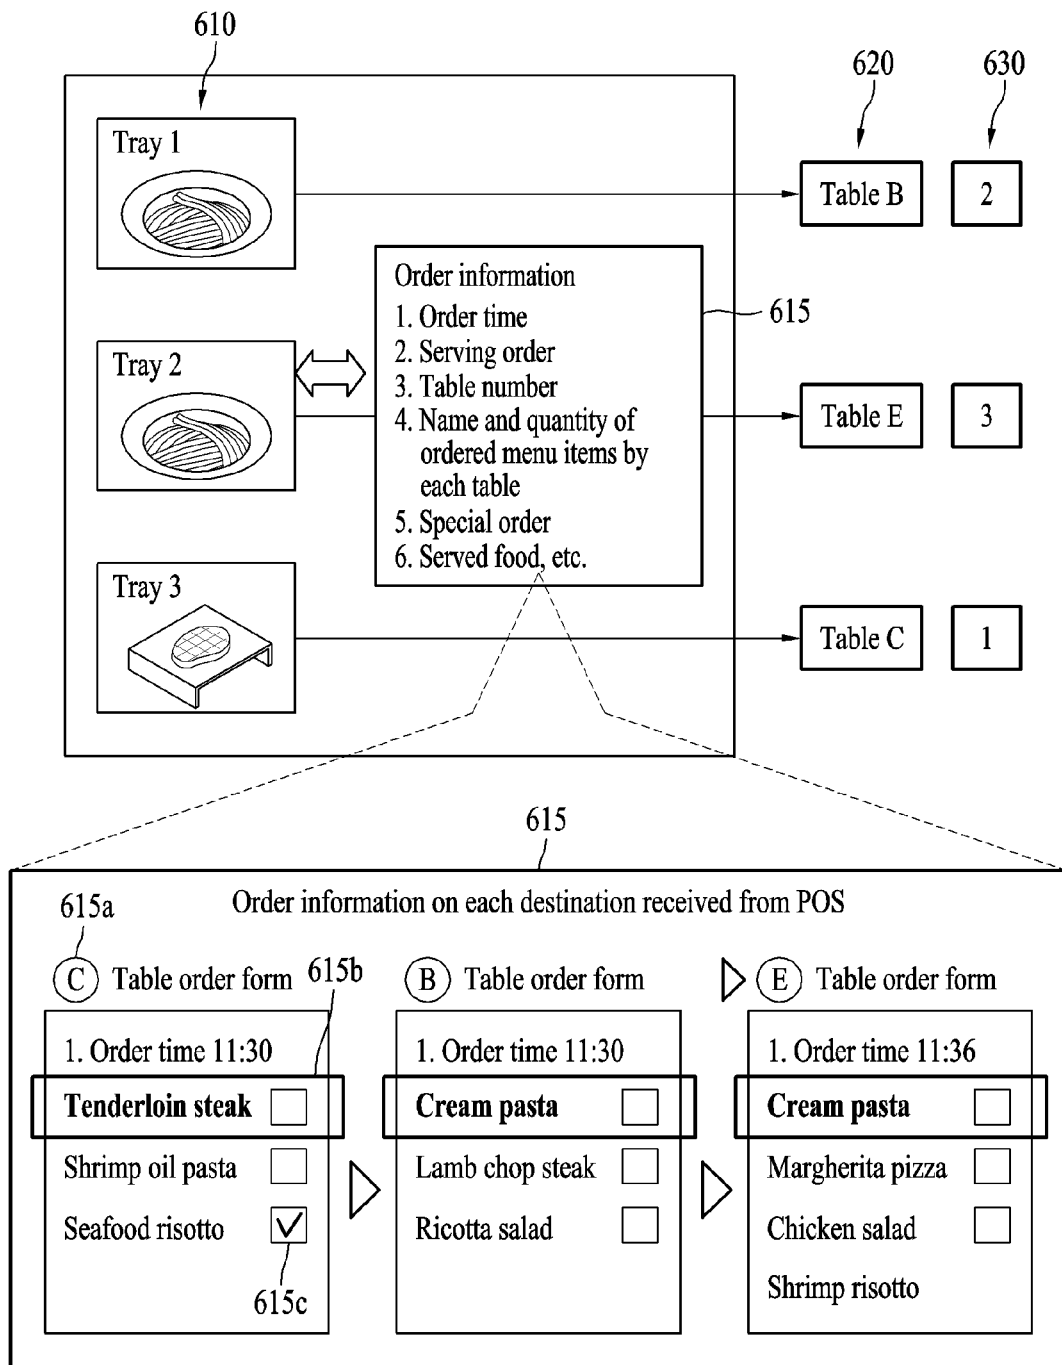 610
620
630
Tray 1
Table B
2
Order information
1. Order time
2. Serving order
3. Table number
4. Name and quantity of
ordered menu items by
each table
5. Special order
6. Served food, etc.
615
Tray 2
Table E
3
Tray 3
Table C
1
615
615a
Order information on each destination received from POS
C Table order form
615b
B Table order form
E Table order form
1. Order time 11:30
Tenderloin steak
Shrimp oil pasta
Seafood risotto
615c
1. Order time 11:30
Cream pasta
Lamb chop steak
Ricotta salad
1. Order time 11:36
Cream pasta
Margherita pizza
Chicken salad
Shrimp risotto